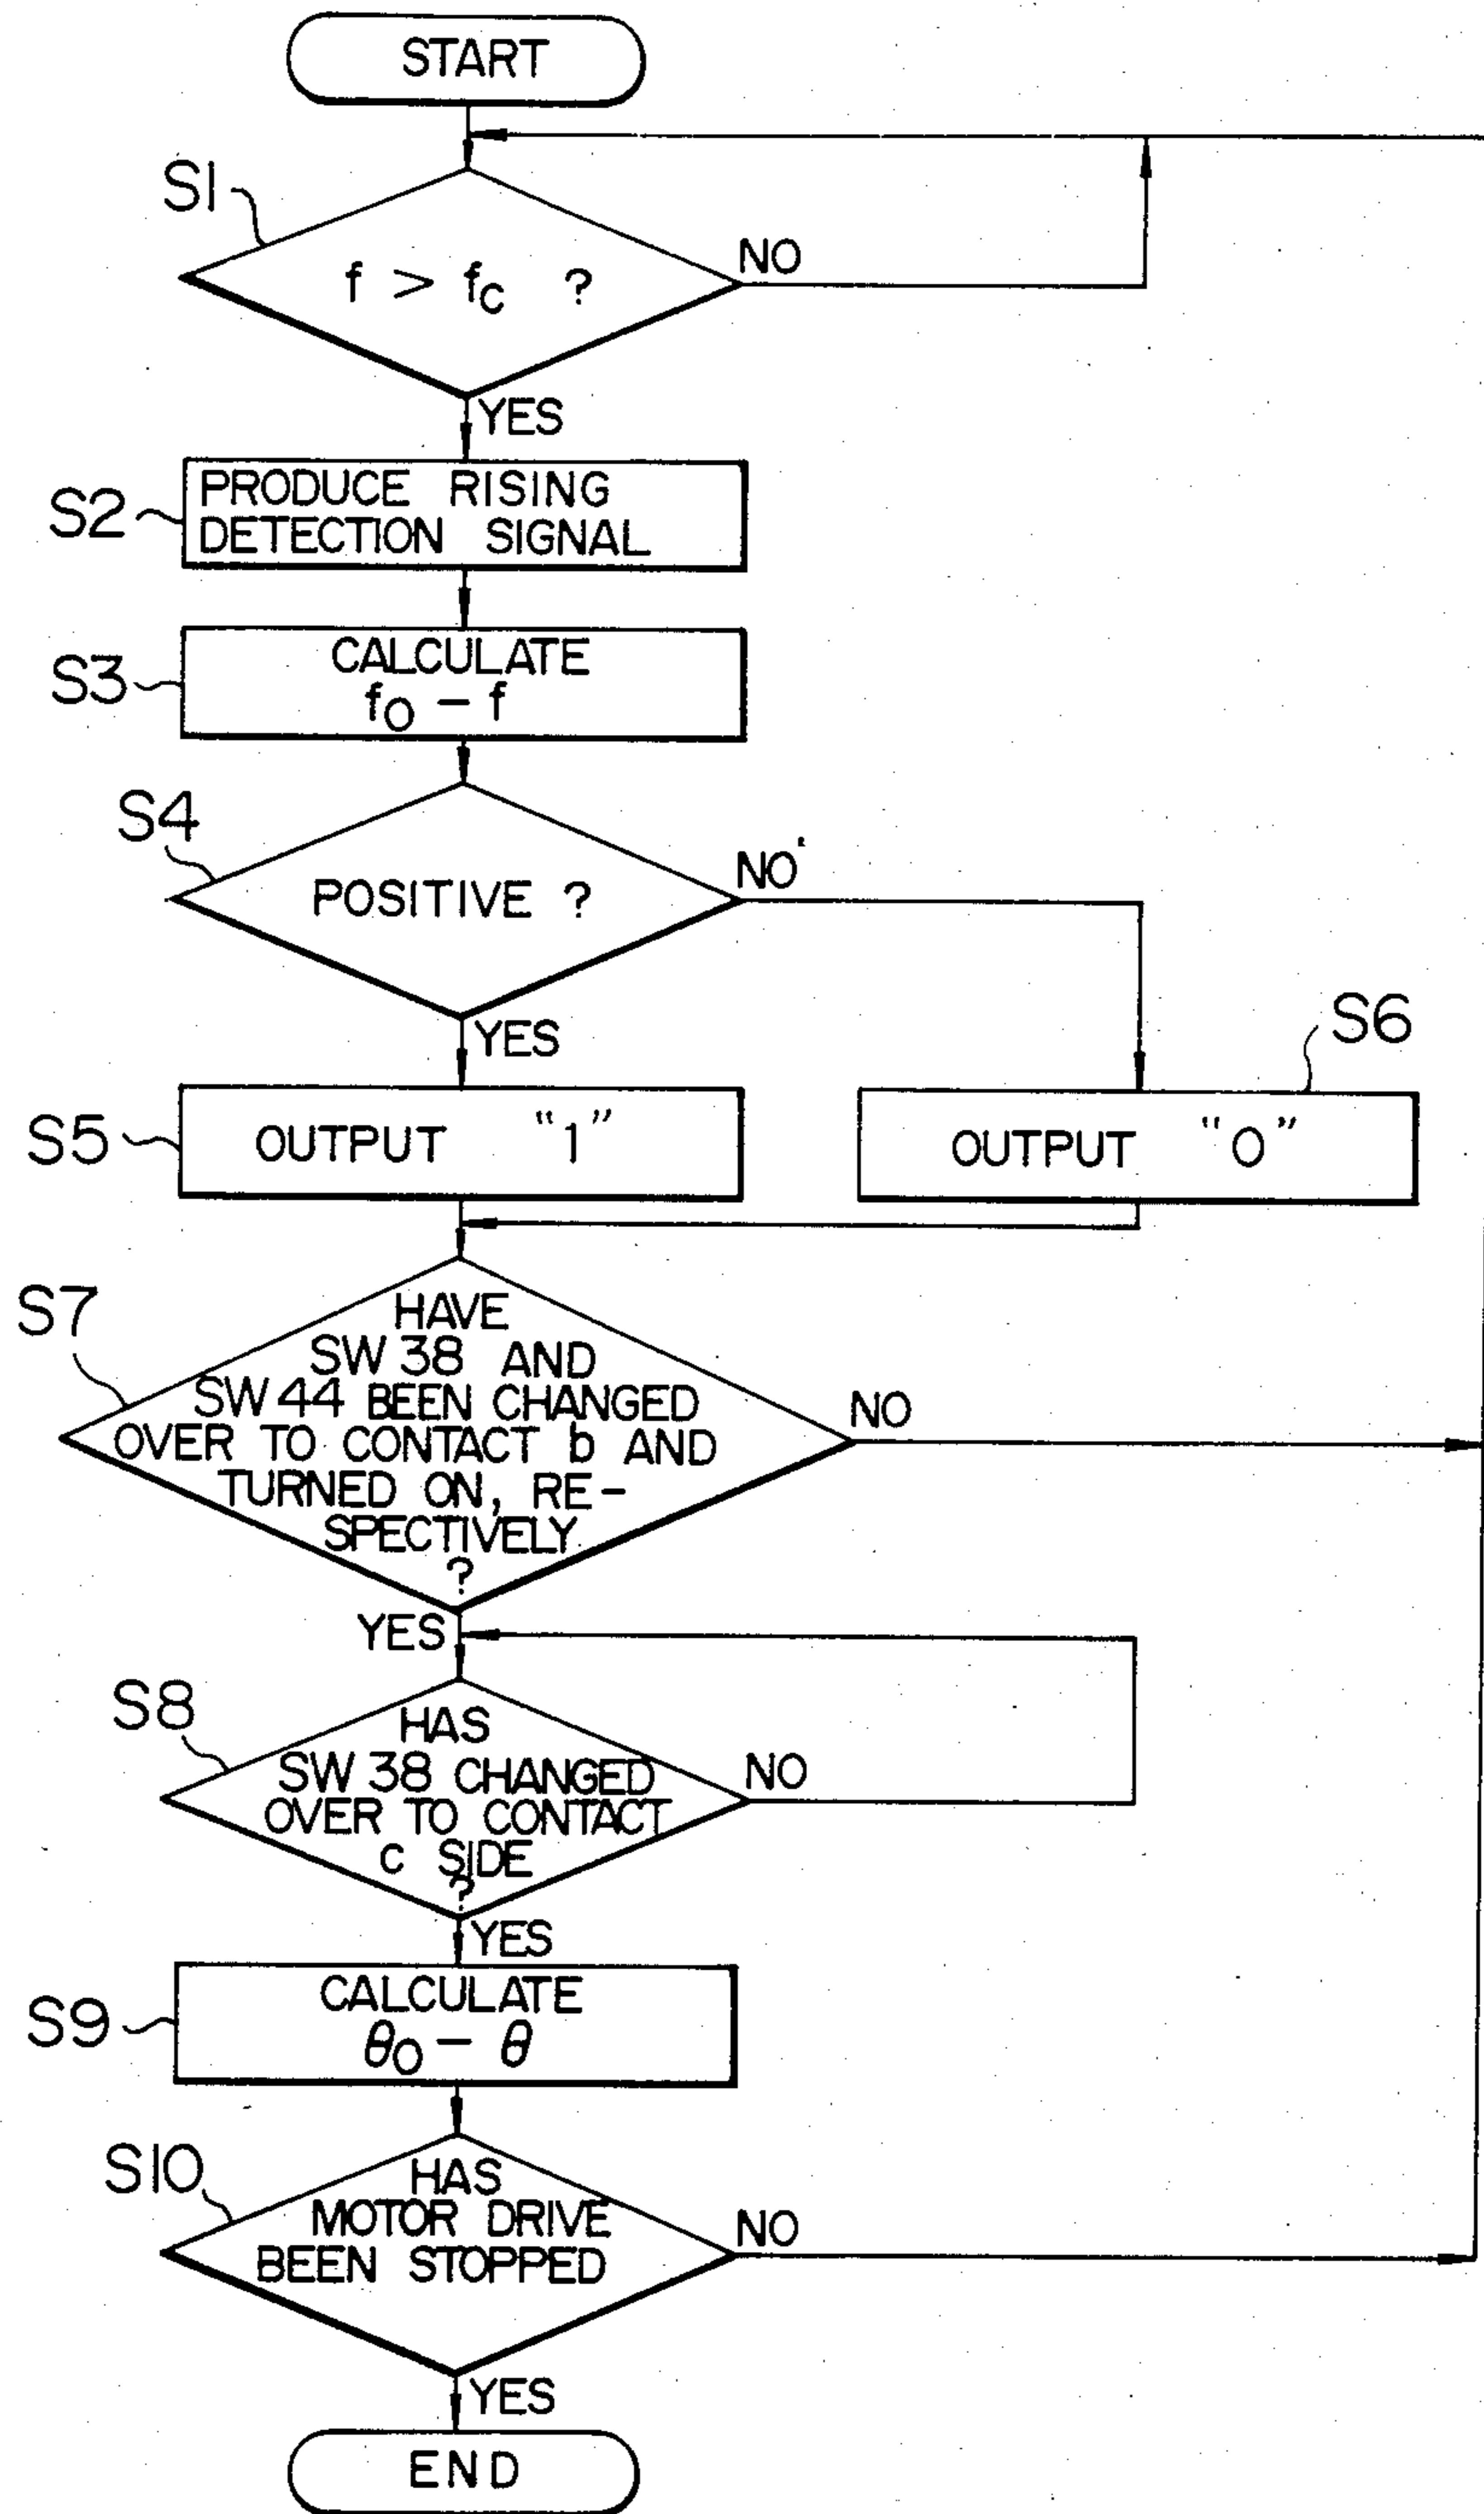 START
S1
f > fc ?
NO
YES
S2
PRODUCE RISING
DETECTION SIGNAL
S3
CALCULATE
fo - f
S4
POSITIVE ?
NO
YES
S5
OUTPUT "1"
S6
OUTPUT "0"
S7
HAVE
SW 38 AND
SW 44 BEEN CHANGED
OVER TO CONTACT b AND
TURNED ON, RE-
SPECTIVELY
?
NO
YES
S8
HAS
SW 38 CHANGED
OVER TO CONTACT
c SIDE
?
NO
YES
S9
CALCULATE
θo - θ
S10
HAS
MOTOR DRIVE
BEEN STOPPED
NO
YES
END